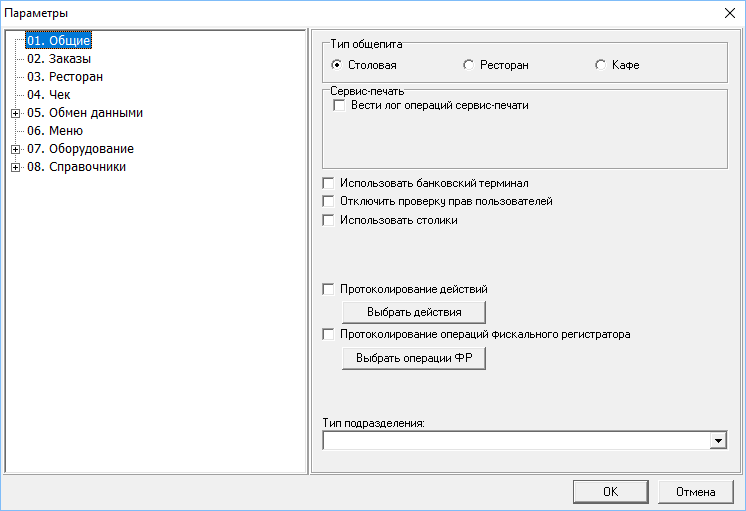 Параметры
01. Общие
02. Заказы
03. Ресторан
04. Чек
05. Обмен данными
06. Меню
07. Оборудование
08. Справочники
Тип общепита
Столовая Ресторан Кафе
Сервис-печать
Вести лог операций сервис-печати
Использовать банковский терминал
Отключить проверку прав пользователей
Использовать столики
Протоколирование действий
Выбрать действия
Протоколирование операций фискального регистратора
Выбрать операции ФР
Тип подразделения:
OK Отмена